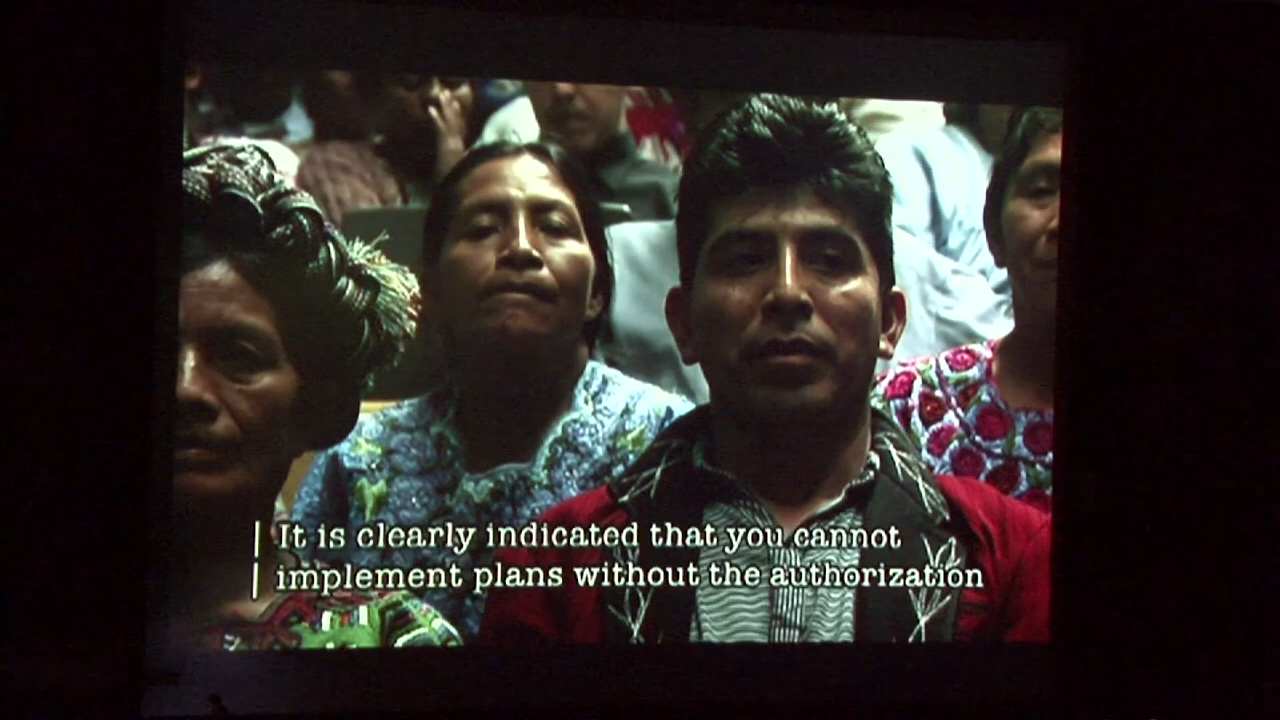 It is clearly indicated that you cannot
implement plans without the authorization